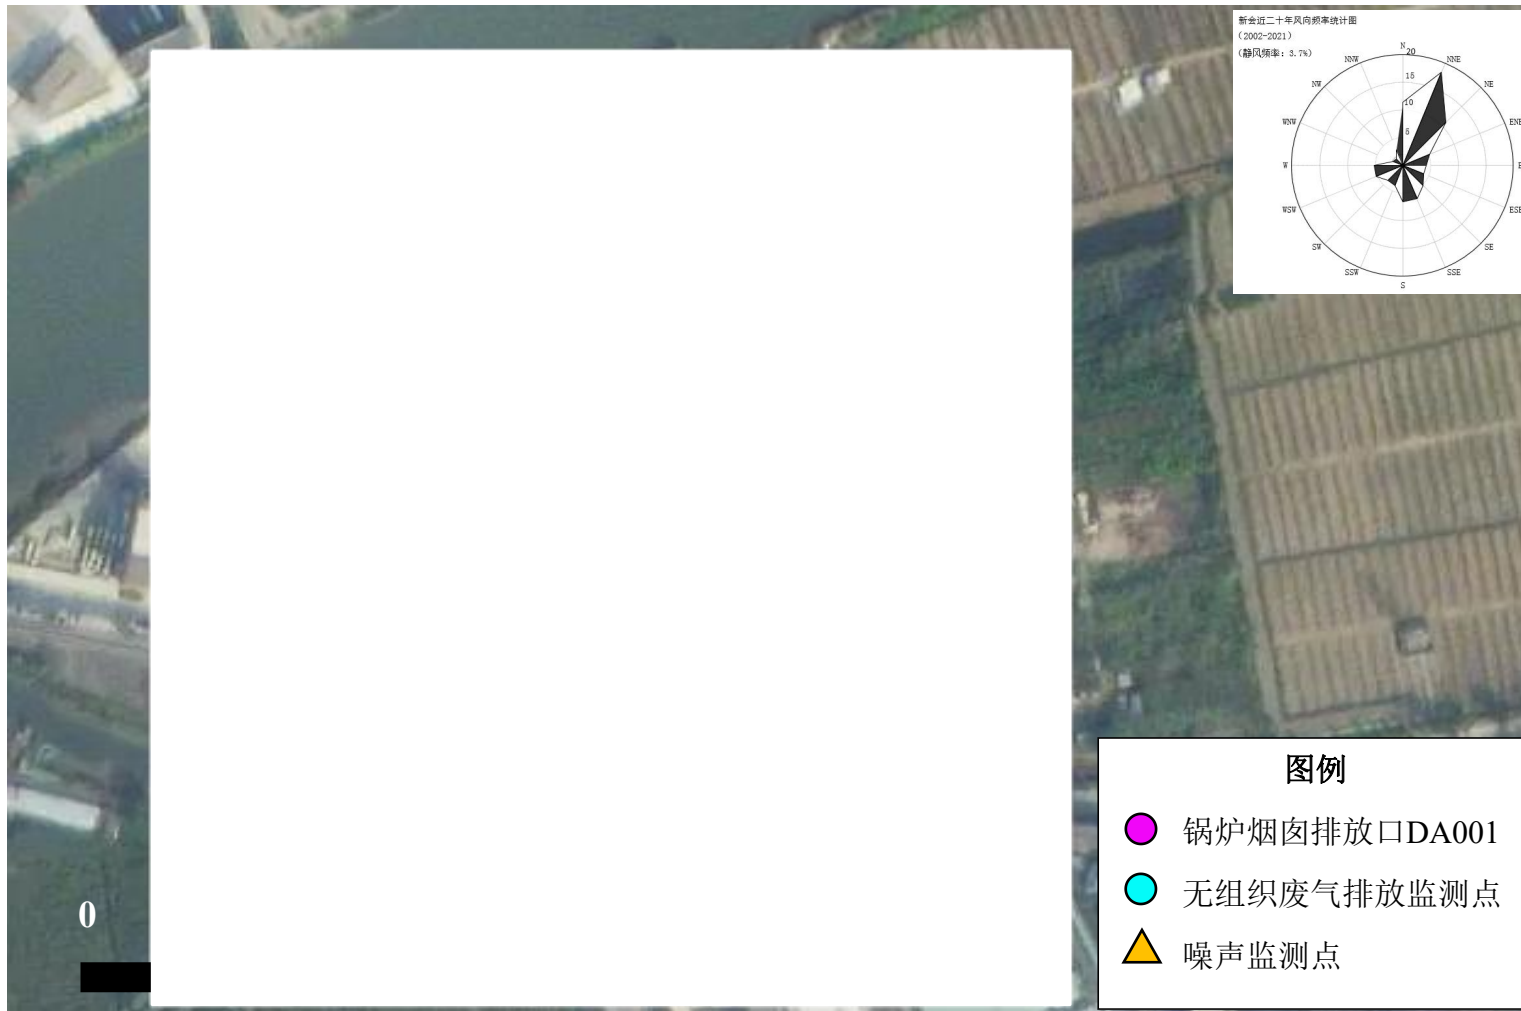 新会近二十年风向频率统计图
(2002-2021)
(静风频率: 3.7%)
N
20
NNW
NNE
15
NW
NE
10
WNW
ENE
5
W
E
WSW
ESE
SW
SE
SSW
SSE
S
图例
锅炉烟囱排放口DA001
无组织废气排放监测点
噪声监测点
0